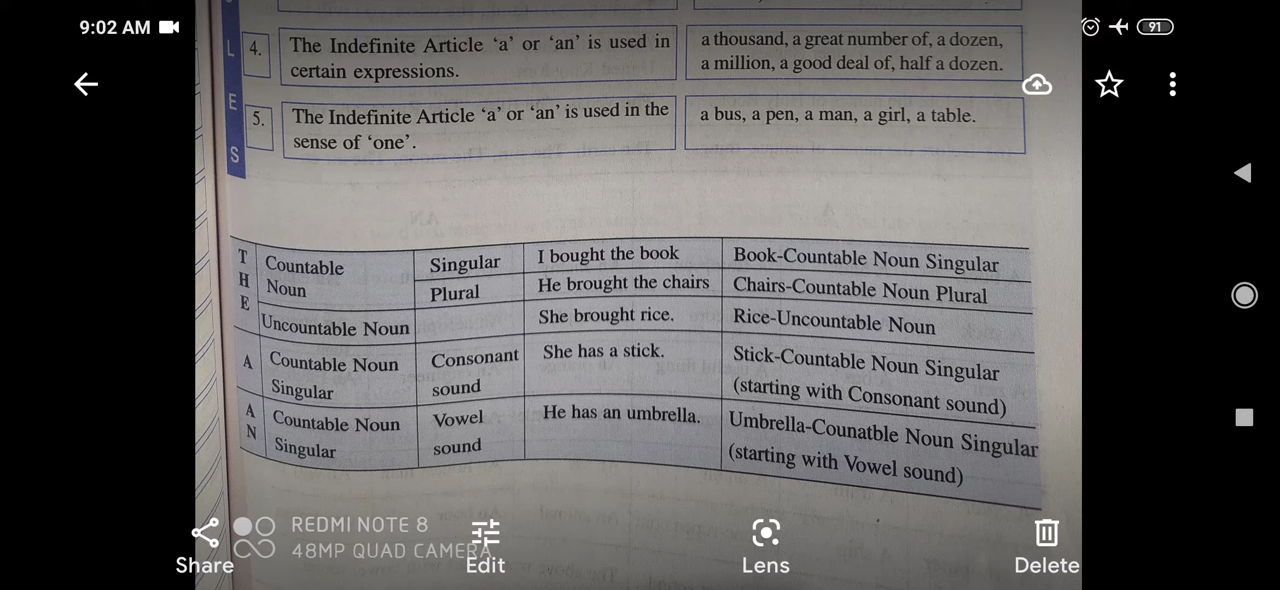 9:02 AM
91
L
E
S
4.
The Indefinite Article ‘a’ or ‘an’ is used in
certain expressions.
a thousand, a great number of, a dozen,
a million, a good deal of, half a dozen.
5.
The Indefinite Article ‘a’ or ‘an’ is used in the
sense of ‘one’.
a bus, a pen, a man, a girl, a table.
THE
Countable
Noun
Singular
I bought the book
Book-Countable Noun Singular
Plural
He brought the chairs
Chairs-Countable Noun Plural
Uncountable Noun
She brought rice.
Rice-Uncountable Noun
A
Countable Noun
Singular
Consonant
sound
She has a stick.
Stick-Countable Noun Singular
(starting with Consonant sound)
AN
Countable Noun
Singular
Vowel
sound
He has an umbrella.
Umbrella-Counatble Noun Singular
(starting with Vowel sound)
REDMI NOTE 8
48MP QUAD CAMERA
Share
Edit
Lens
Delete